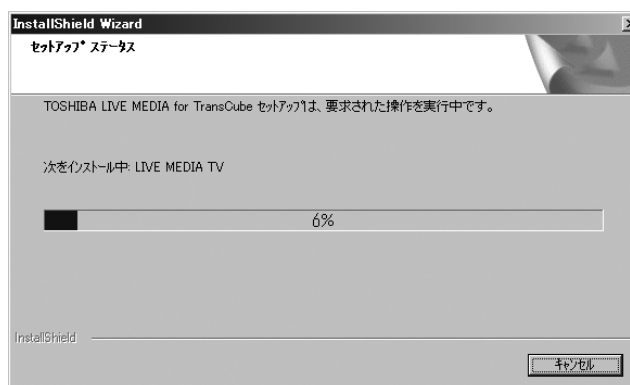 InstallShield Wizard
セットアップ ステータス
TOSHIBA LIVE MEDIA for TransCube セットアップは、要求された操作を実行中です。
次をインストール中: LIVE MEDIA TV
6%
InstallShield
キャンセル